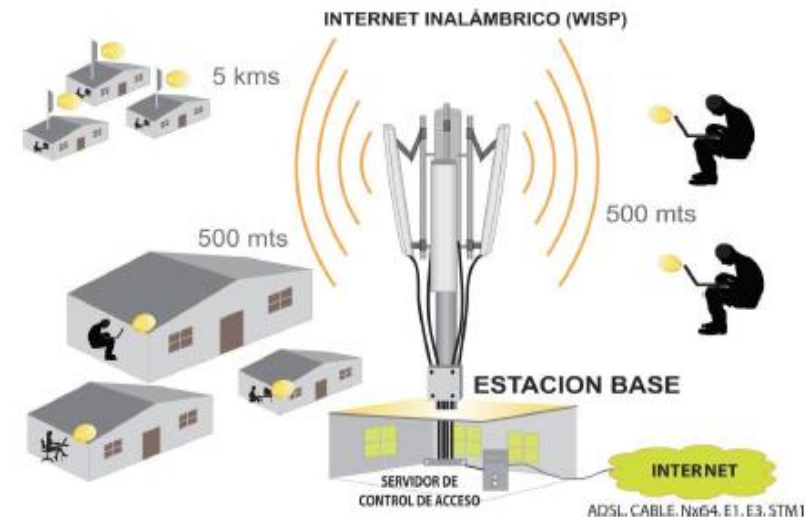 INTERNET INALÁMBRICO (WISP)
5 kms
500 mts
500 mts
ESTACION BASE
SERVIDOR DE
CONTROL DE ACCESO
INTERNET
ADSL, CABLE, Nx64, E1, E3, STM1